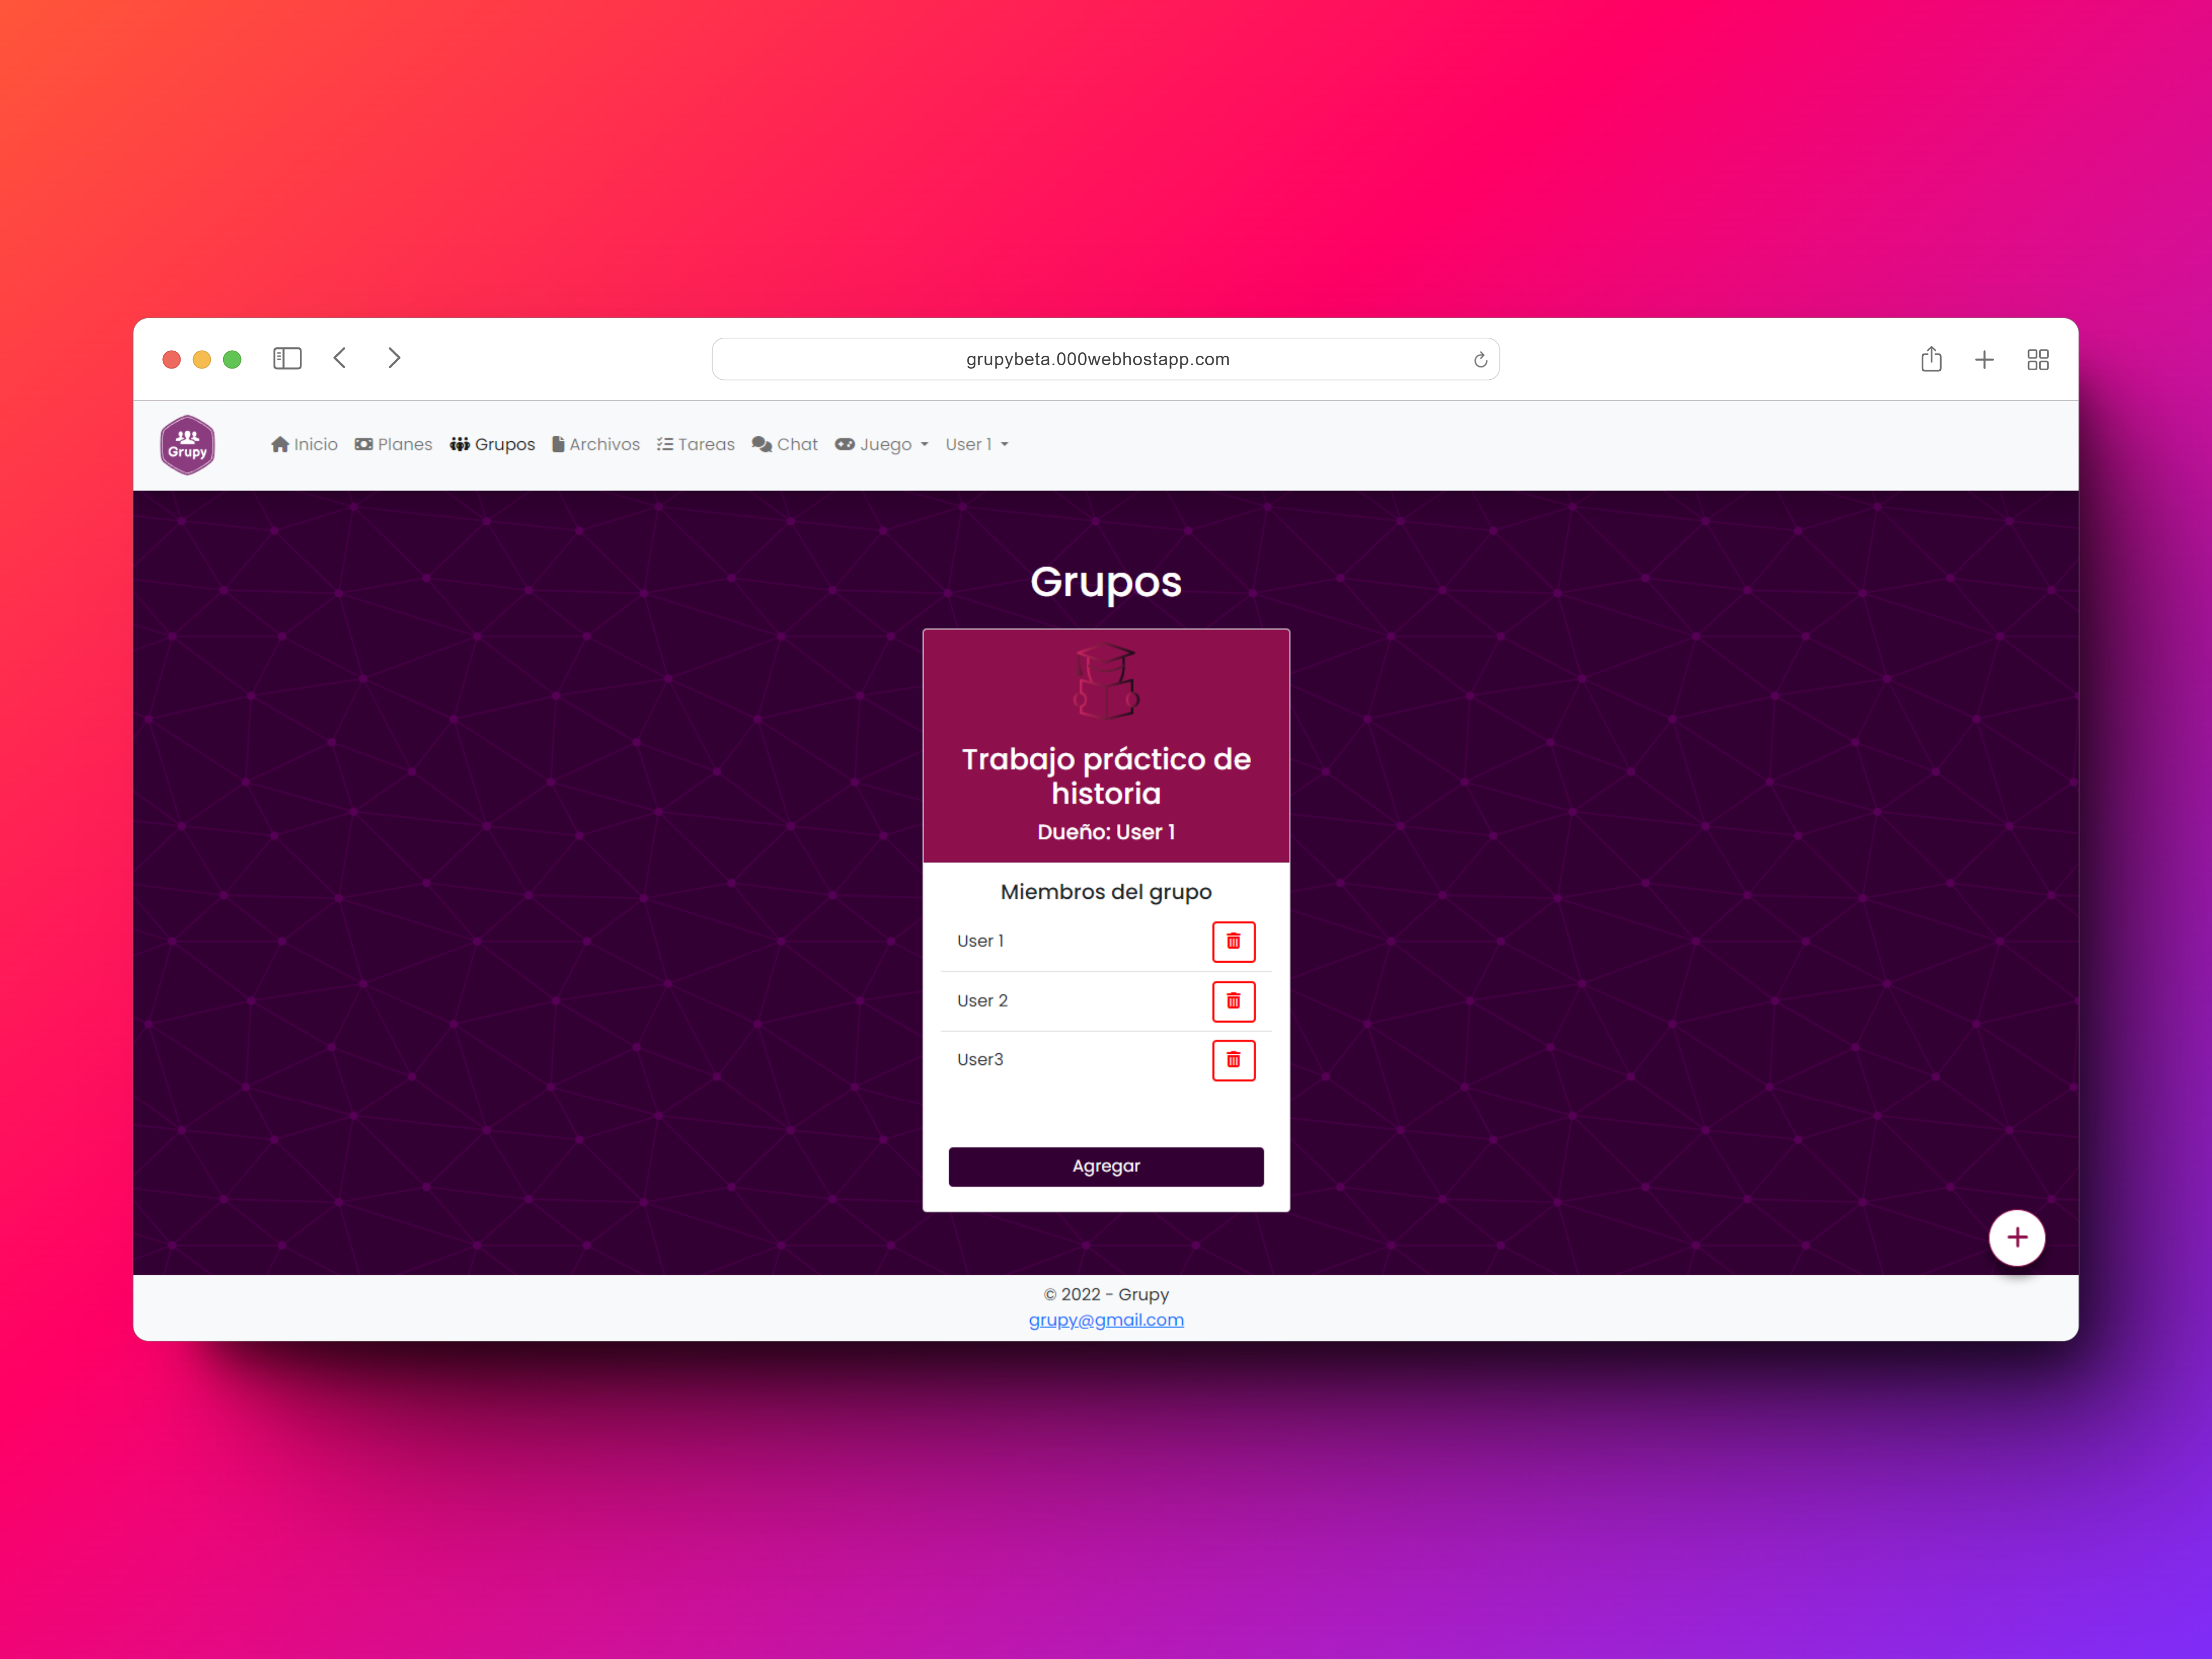 grupybeta.000webhostapp.com
Grupy
Inicio Planes Grupos Archivos Tareas Chat Juego User 1
Grupos
Trabajo práctico de
historia
Dueño: User 1
Miembros del grupo
User 1
User 2
User3
Agregar
© 2022 - Grupy
grupy@gmail.com